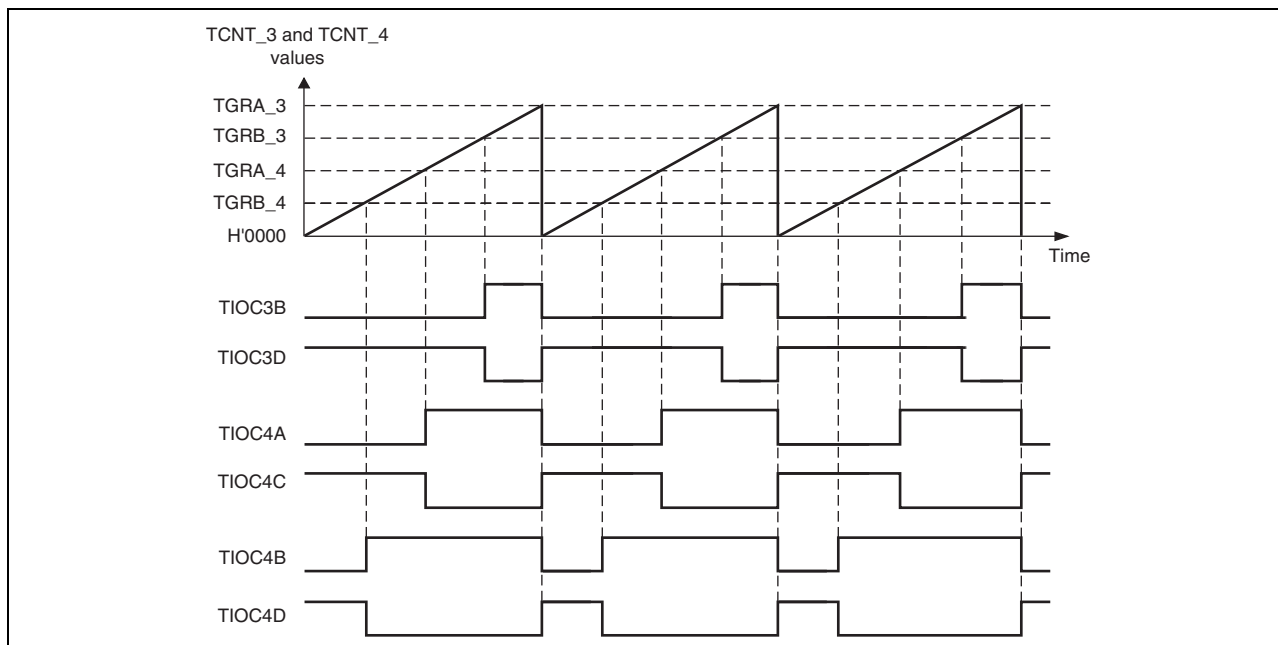 TCNT_3 and TCNT_4
values
TGRA_3
TGRB_3
TGRA_4
TGRB_4
H'0000
Time
TIOC3B
TIOC3D
TIOC4A
TIOC4C
TIOC4B
TIOC4D